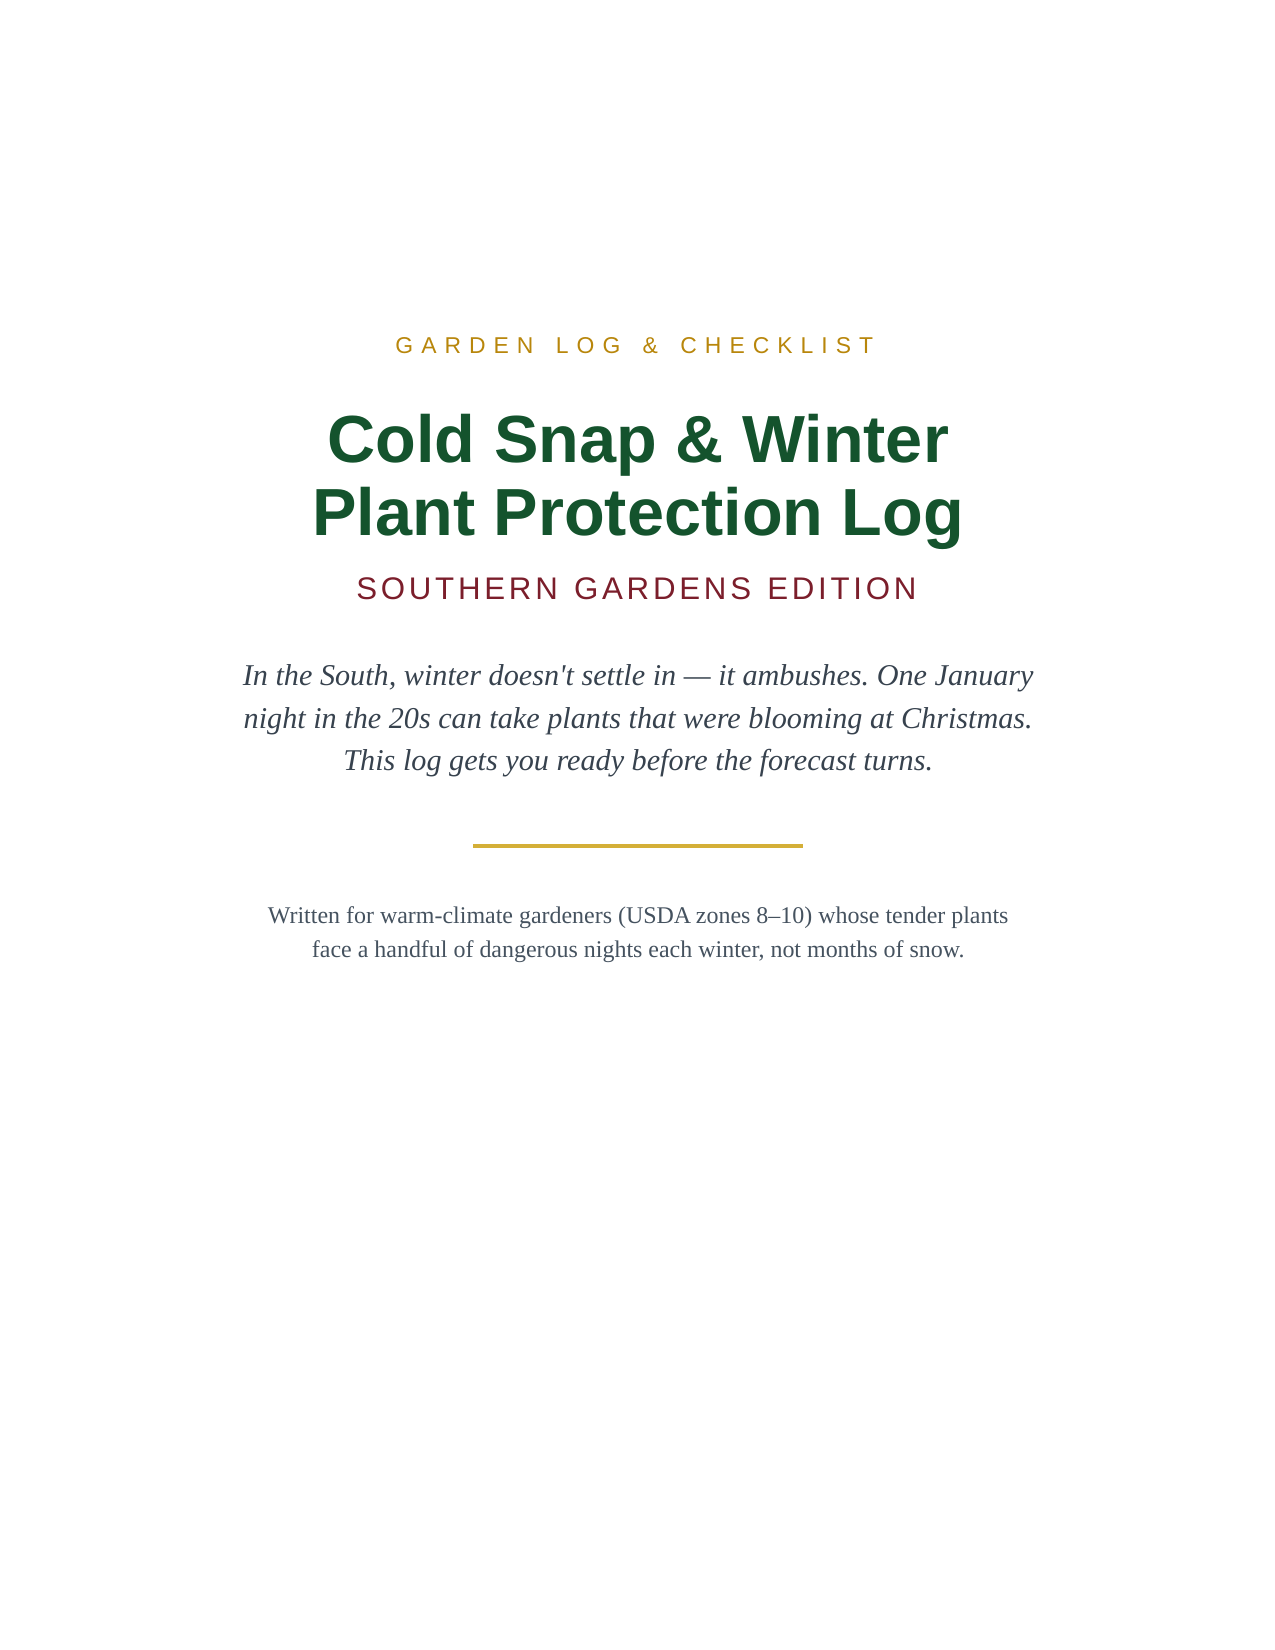 GARDEN LOG & CHECKLIST
Cold Snap & Winter
Plant Protection Log
SOUTHERN GARDENS EDITION
In the South, winter doesn't settle in — it ambushes. One January
night in the 20s can take plants that were blooming at Christmas.
This log gets you ready before the forecast turns.
Written for warm-climate gardeners (USDA zones 8–10) whose tender plants
face a handful of dangerous nights each winter, not months of snow.